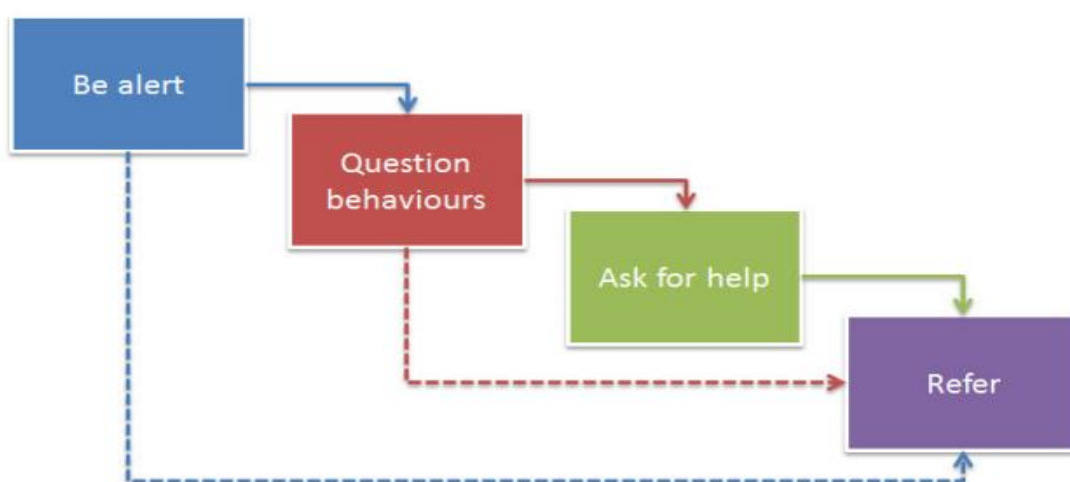 Be alert
Question
behaviours
Ask for help
Refer